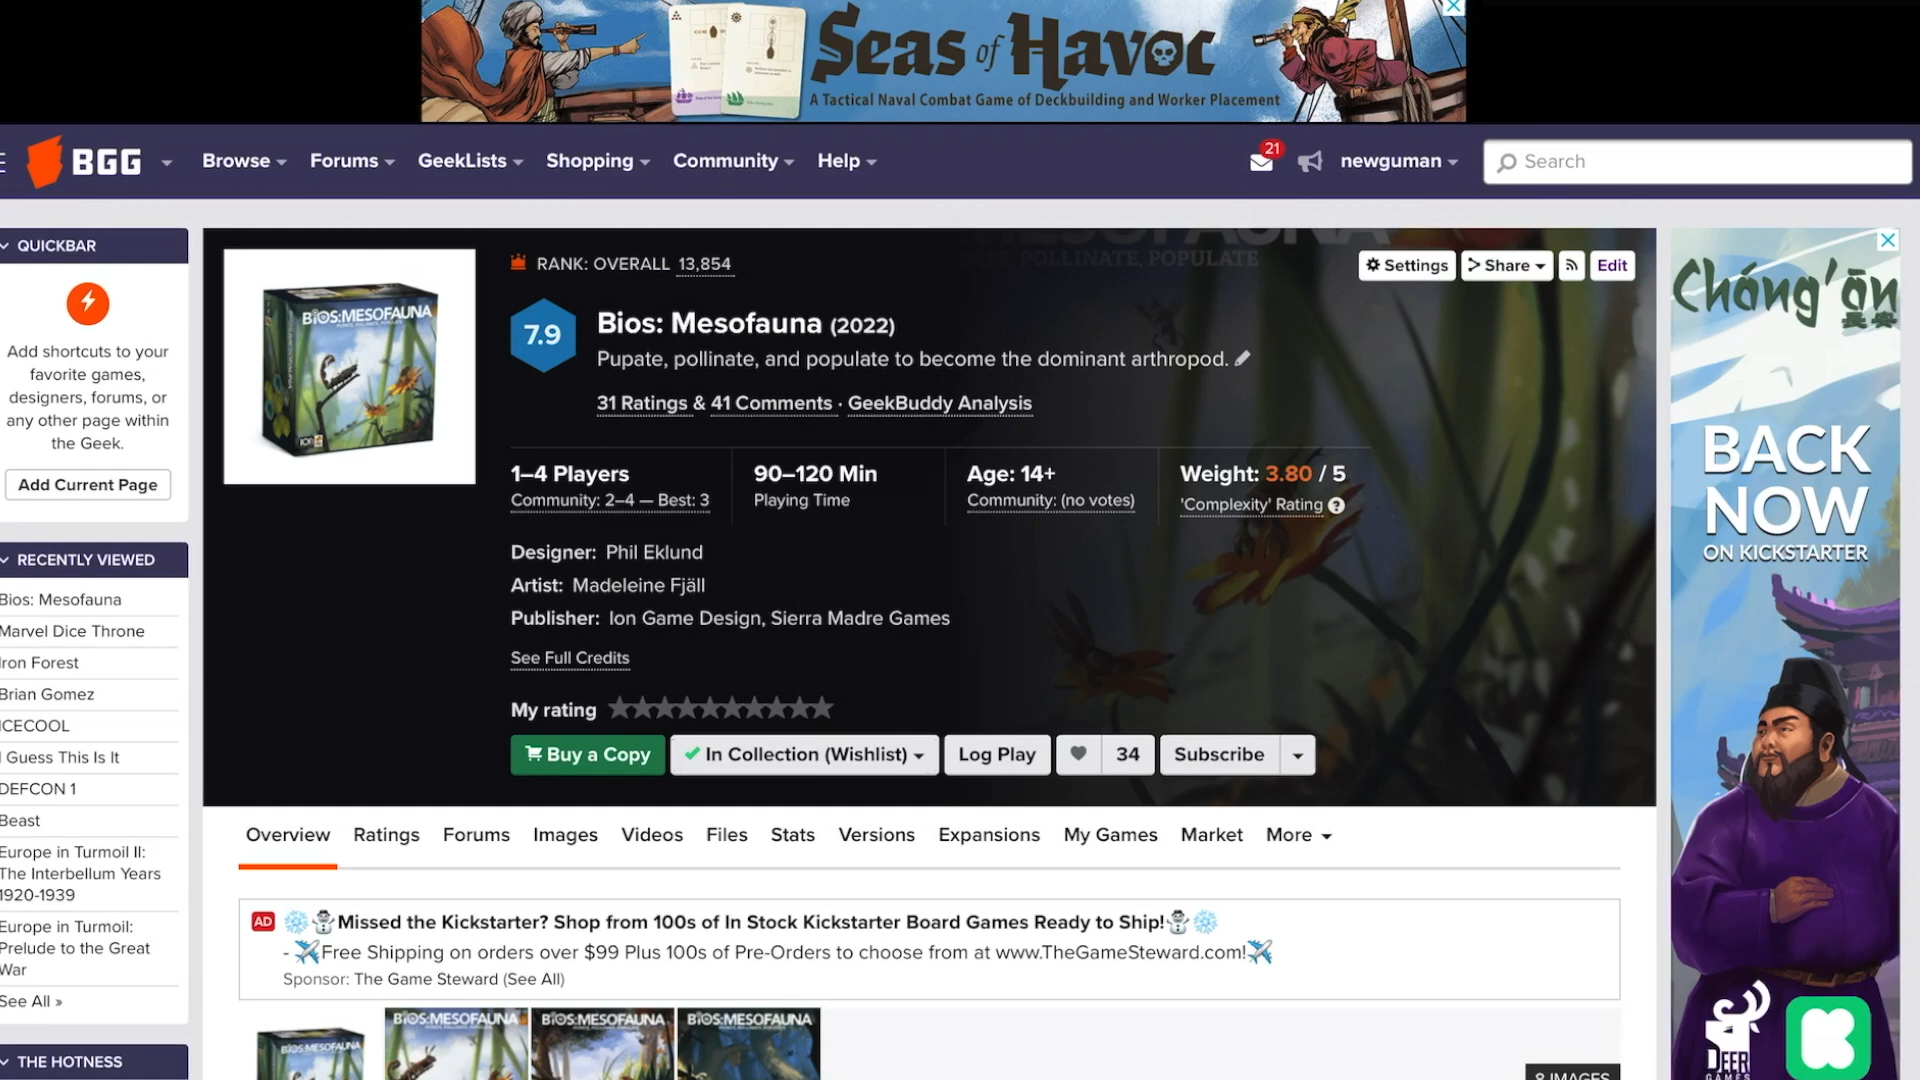 Seas of Havoc
A Tactical Naval Combat Game of Deckbuilding and Worker Placement
BGG
Browse
Forums
GeekLists
Shopping
Community
Help
21
newguman
Search
QUICKBAR
Add shortcuts to your
favorite games,
designers, forums, or
any other page within
the Geek.
Add Current Page
RECENTLY VIEWED
Bios: Mesofauna
Marvel Dice Throne
Iron Forest
Brian Gomez
ICECOOL
I Guess This Is It
DEFCON 1
Beast
Europe in Turmoil II:
The Interbellum Years
1920-1939
Europe in Turmoil:
Prelude to the Great
War
See All »
THE HOTNESS
BIOS:MESOFAUNA
ION
RANK: OVERALL 13,854
Settings
Share
Edit
7.9
Bios: Mesofauna (2022)
Pupate, pollinate, and populate to become the dominant arthropod.
31 Ratings & 41 Comments · GeekBuddy Analysis
1–4 Players
Community: 2–4 — Best: 3
90–120 Min
Playing Time
Age: 14+
Community: (no votes)
Weight: 3.80 / 5
'Complexity' Rating ?
Designer: Phil Eklund
Artist: Madeleine Fjäll
Publisher: Ion Game Design, Sierra Madre Games
See Full Credits
My rating
Buy a Copy
In Collection (Wishlist)
Log Play
34
Subscribe
Overview
Ratings
Forums
Images
Videos
Files
Stats
Versions
Expansions
My Games
Market
More
AD ❄️⛄Missed the Kickstarter? Shop from 100s of In Stock Kickstarter Board Games Ready to Ship!⛄❄️
- ✈️Free Shipping on orders over $99 Plus 100s of Pre-Orders to choose from at www.TheGameSteward.com!✈️
Sponsor: The Game Steward (See All)
BIOS:MESOFAUNA
BIOS:MESOFAUNA
BIOS:MESOFAUNA
BIOS:MESOFAUNA
8 IMAGES
Cháng'ān
長安
BACK
NOW
ON KICKSTARTER
DEER
GAMES
K